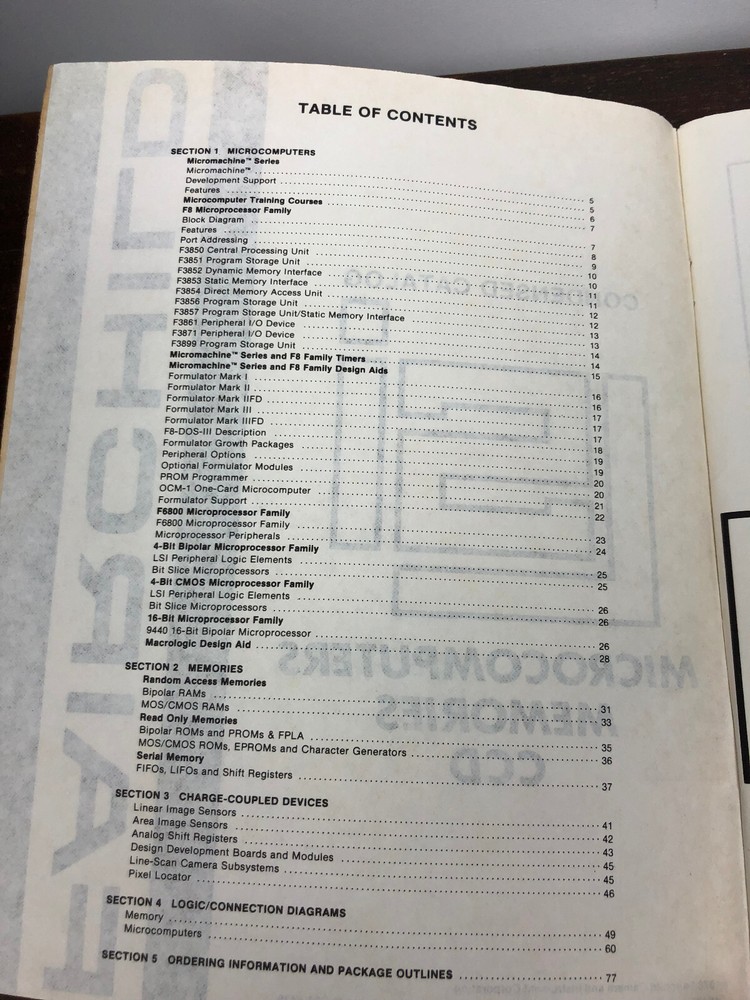 TABLE OF CONTENTS
SECTION 1 MICROCOMPUTERS
Micromachine™ Series
Micromachine™ ..... 5
Development Support ..... 5
Features ..... 6
Microcomputer Training Courses ..... 7
F8 Microprocessor Family
Block Diagram ..... 7
Features ..... 8
Port Addressing ..... 9
F3850 Central Processing Unit ..... 10
F3851 Program Storage Unit ..... 10
F3852 Dynamic Memory Interface ..... 11
F3853 Static Memory Interface ..... 11
F3854 Direct Memory Access Unit ..... 12
F3856 Program Storage Unit ..... 12
F3857 Program Storage Unit/Static Memory Interface ..... 13
F3861 Peripheral I/O Device ..... 13
F3871 Peripheral I/O Device ..... 14
F3899 Program Storage Unit ..... 14
Micromachine™ Series and F8 Family Timers ..... 15
Micromachine™ Series and F8 Family Design Aids
Formulator Mark I ..... 16
Formulator Mark II ..... 16
Formulator Mark IIFD ..... 17
Formulator Mark III ..... 17
Formulator Mark IIIFD ..... 17
F8-DOS-III Description ..... 18
Formulator Growth Packages ..... 19
Peripheral Options ..... 19
Optional Formulator Modules ..... 20
PROM Programmer ..... 20
OCM-1 One-Card Microcomputer ..... 21
Formulator Support ..... 22
F6800 Microprocessor Family
F6800 Microprocessor Family ..... 23
Microprocessor Peripherals ..... 24
4-Bit Bipolar Microprocessor Family
LSI Peripheral Logic Elements ..... 25
Bit Slice Microprocessors ..... 25
4-Bit CMOS Microprocessor Family
LSI Peripheral Logic Elements ..... 26
Bit Slice Microprocessors ..... 26
16-Bit Microprocessor Family
9440 16-Bit Bipolar Microprocessor ..... 26
Macrologic Design Aid ..... 28
SECTION 2 MEMORIES
Random Access Memories
Bipolar RAMs ..... 31
MOS/CMOS RAMs ..... 33
Read Only Memories
Bipolar ROMs and PROMs & FPLA ..... 35
MOS/CMOS ROMs, EPROMs and Character Generators ..... 36
Serial Memory
FIFOs, LIFOs and Shift Registers ..... 37
SECTION 3 CHARGE-COUPLED DEVICES
Linear Image Sensors ..... 41
Area Image Sensors ..... 42
Analog Shift Registers ..... 43
Design Development Boards and Modules ..... 45
Line-Scan Camera Subsystems ..... 45
Pixel Locator ..... 46
SECTION 4 LOGIC/CONNECTION DIAGRAMS
Memory ..... 49
Microcomputers ..... 60
SECTION 5 ORDERING INFORMATION AND PACKAGE OUTLINES ..... 77